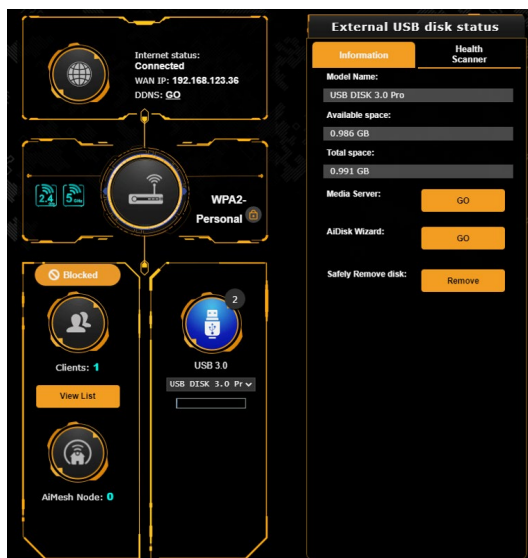 Internet status:
Connected
WAN IP: 192.168.123.36
DDNS: GO
2.4
5 GHz
WPA2-
Personal
Blocked
Clients: 1
View List
AiMesh Node: 0
2
USB 3.0
USB DISK 3.0 Pr
External USB disk status
Information
Health
Scanner
Model Name:
USB DISK 3.0 Pro
Available space:
0.986 GB
Total space:
0.991 GB
Media Server:
GO
AiDisk Wizard:
GO
Safely Remove disk:
Remove